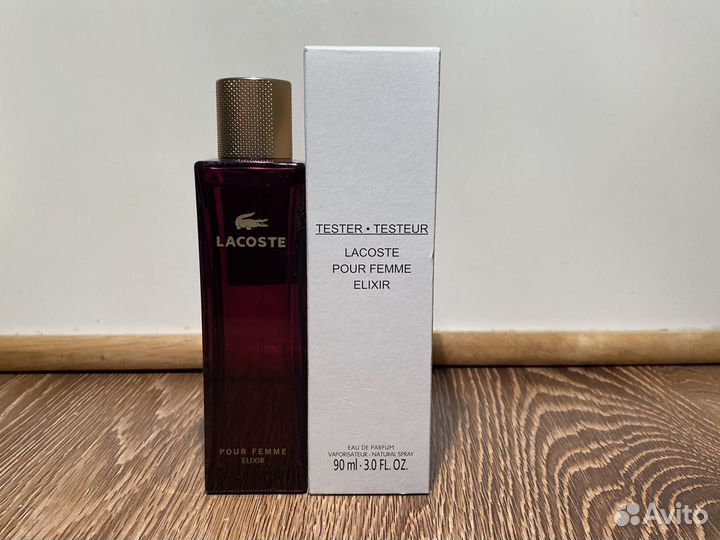 LACOSTE
POUR FEMME
ELIXIR
TESTER • TESTEUR
LACOSTE
POUR FEMME
ELIXIR
EAU DE PARFUM
VAPORISATEUR - NATURAL SPRAY
90 ml · 3.0 FL. OZ.
Avito